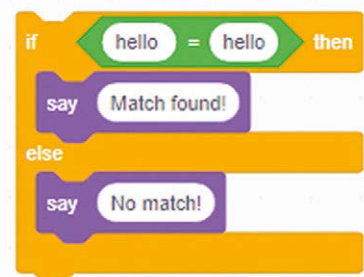 if hello = hello then
say Match found!
else
say No match!